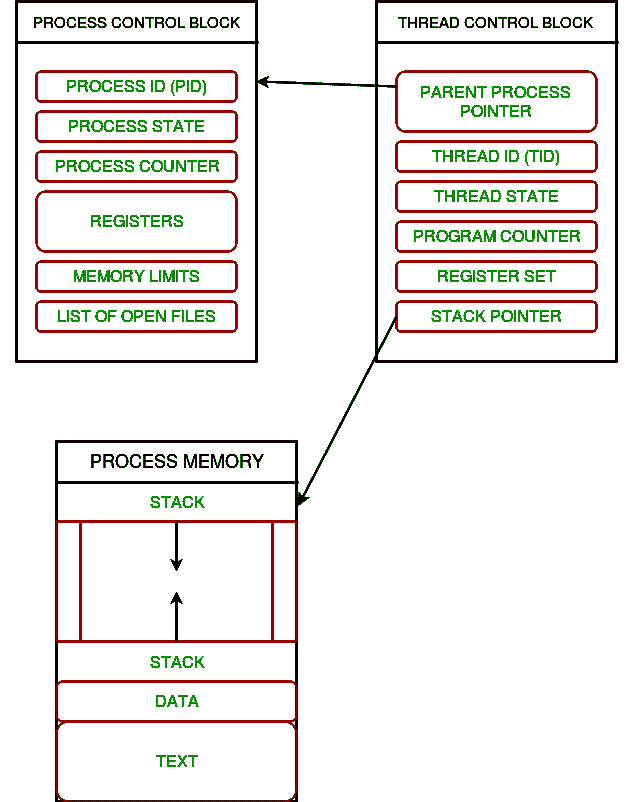 PROCESS CONTROL BLOCK
PROCESS ID (PID)
PROCESS STATE
PROCESS COUNTER
REGISTERS
MEMORY LIMITS
LIST OF OPEN FILES
THREAD CONTROL BLOCK
PARENT PROCESS
POINTER
THREAD ID (TID)
THREAD STATE
PROGRAM COUNTER
REGISTER SET
STACK POINTER
PROCESS MEMORY
STACK
STACK
DATA
TEXT